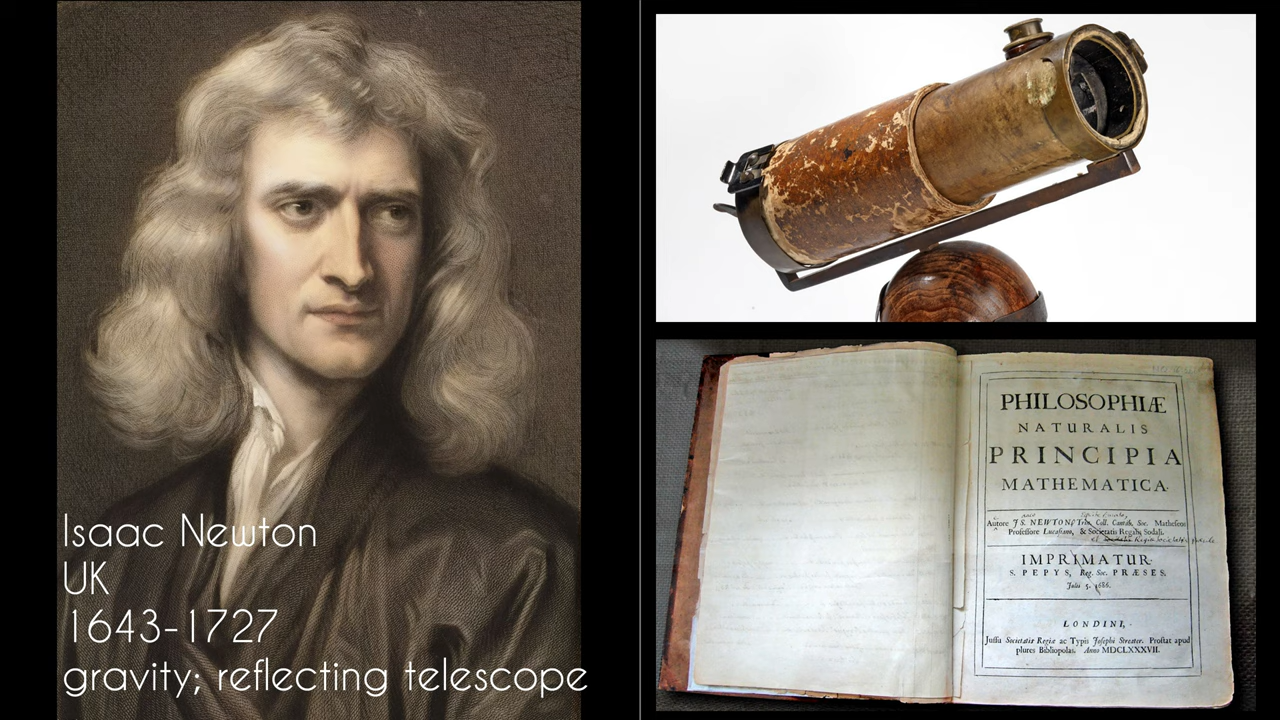 Isaac Newton
UK
1643-1727
gravity; reflecting telescope
PHILOSOPHIÆ
NATURALIS
PRINCIPIA
MATHEMATICA.
Autore JS. NEWTON, Trin. Coll. Cantab. Soc. Matheseos
Professore Lucasiano, & Societatis Regalis Sodali.
IMPRIMATUR·
S. PEPYS, Reg. Soc. PRÆSES.
Julii 5. 1686.
LONDINI,
Jussu Societatis Regiæ ac Typis Josephi Streater. Prostat apud
plures Bibliopolas. Anno MDCLXXXVII.